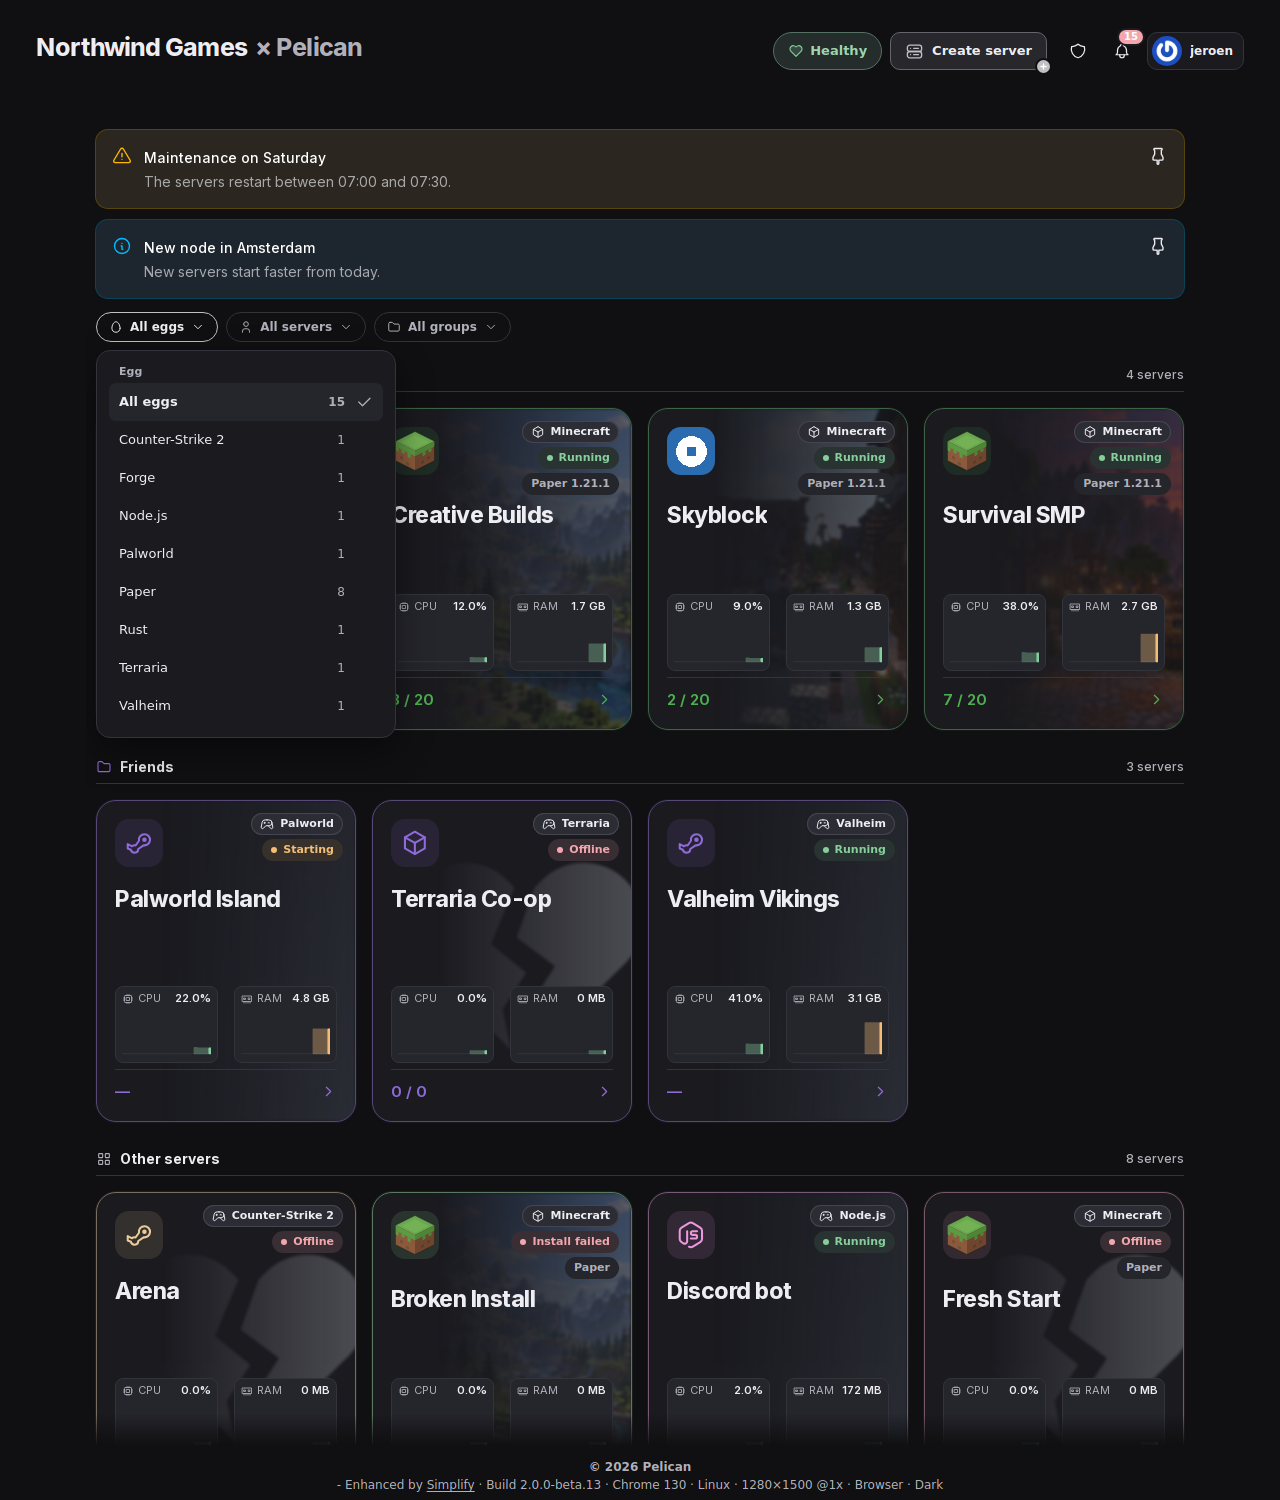 Northwind Games × Pelican
Healthy
Create server
15
jeroen
Maintenance on Saturday
The servers restart between 07:00 and 07:30.
New node in Amsterdam
New servers start faster from today.
All eggs
All servers
All groups
Egg
All eggs 15
Counter-Strike 2 1
Forge 1
Node.js 1
Palworld 1
Paper 8
Rust 1
Terraria 1
Valheim 1
4 servers
Minecraft
Running
Paper 1.21.1
Creative Builds
CPU 12.0%
RAM 1.7 GB
/ 20
Minecraft
Running
Paper 1.21.1
Skyblock
CPU 9.0%
RAM 1.3 GB
2 / 20
Minecraft
Running
Paper 1.21.1
Survival SMP
CPU 38.0%
RAM 2.7 GB
7 / 20
Friends
3 servers
Palworld
Starting
Palworld Island
CPU 22.0%
RAM 4.8 GB
—
Terraria
Offline
Terraria Co-op
CPU 0.0%
RAM 0 MB
0 / 0
Valheim
Running
Valheim Vikings
CPU 41.0%
RAM 3.1 GB
—
Other servers
8 servers
Counter-Strike 2
Offline
Arena
CPU 0.0%
RAM 0 MB
Minecraft
Install failed
Paper
Broken Install
CPU 0.0%
RAM 0 MB
Node.js
Running
Discord bot
CPU 2.0%
RAM 172 MB
Minecraft
Offline
Paper
Fresh Start
CPU 0.0%
RAM 0 MB
© 2026 Pelican
- Enhanced by Simplify · Build 2.0.0-beta.13 · Chrome 130 · Linux · 1280×1500 @1x · Browser · Dark